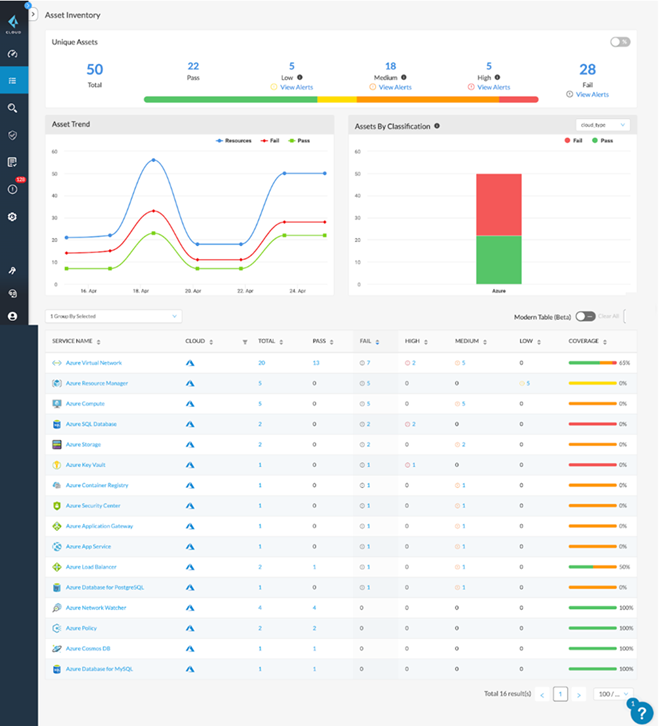 Asset Inventory
CLOUD
Unique Assets
%
50
Total
22
Pass
5
Low
View Alerts
18
Medium
View Alerts
5
High
View Alerts
28
Fail
View Alerts
Asset Trend
Resources Fail Pass
60
50
40
30
20
10
0
16. Apr 18. Apr 20. Apr 22. Apr 24. Apr
Assets By Classification
cloud_type
Fail Pass
60
50
40
30
20
10
0
Azure
128
1 Group By Selected
Modern Table (Beta) Clear All
SERVICE NAME CLOUD TOTAL PASS FAIL HIGH MEDIUM LOW COVERAGE
Azure Virtual Network 20 13 7 2 5 0 65%
Azure Resource Manager 5 0 5 0 0 5 0%
Azure Compute 5 0 5 0 5 0 0%
Azure SQL Database 2 0 2 2 0 0 0%
Azure Storage 2 0 2 0 2 0 0%
Azure Key Vault 1 0 1 1 0 0 0%
Azure Container Registry 1 0 1 0 1 0 0%
Azure Security Center 1 0 1 0 1 0 0%
Azure Application Gateway 1 0 1 0 1 0 0%
Azure App Service 1 0 1 0 1 0 0%
Azure Load Balancer 2 1 1 0 1 0 50%
Azure Database for PostgreSQL 1 0 1 0 1 0 0%
Azure Network Watcher 4 4 0 0 0 0 100%
Azure Policy 2 2 0 0 0 0 100%
Azure Cosmos DB 1 1 0 0 0 0 100%
Azure Database for MySQL 1 1 0 0 0 0 100%
Total 16 result(s) < 1 > 100 / ...
1
?